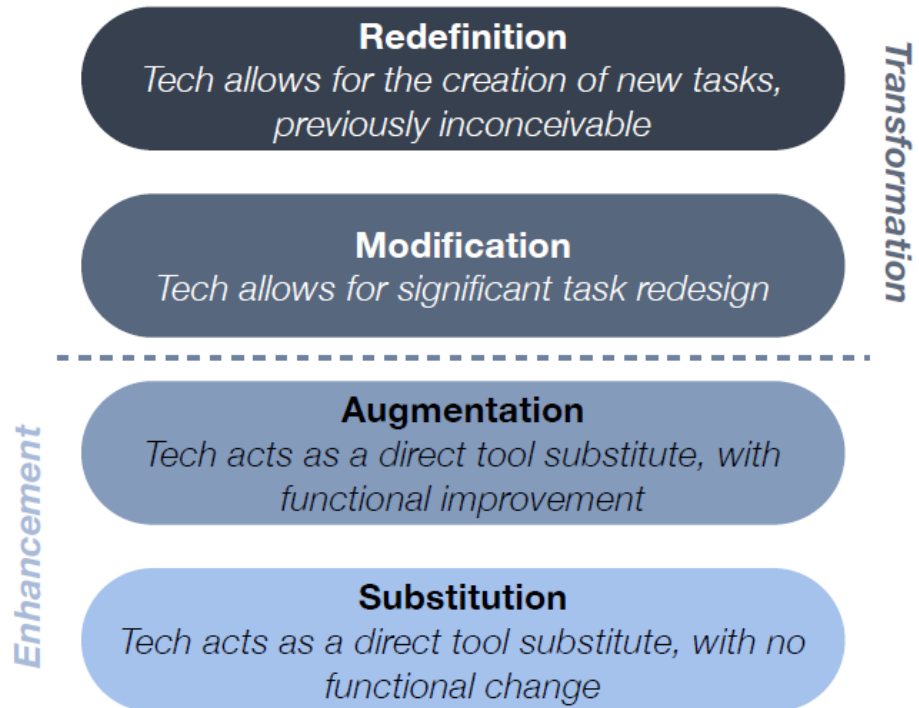 Redefinition
Tech allows for the creation of new tasks,
previously inconceivable
Transformation
Modification
Tech allows for significant task redesign
Augmentation
Tech acts as a direct tool substitute, with
functional improvement
Enhancement
Substitution
Tech acts as a direct tool substitute, with no
functional change